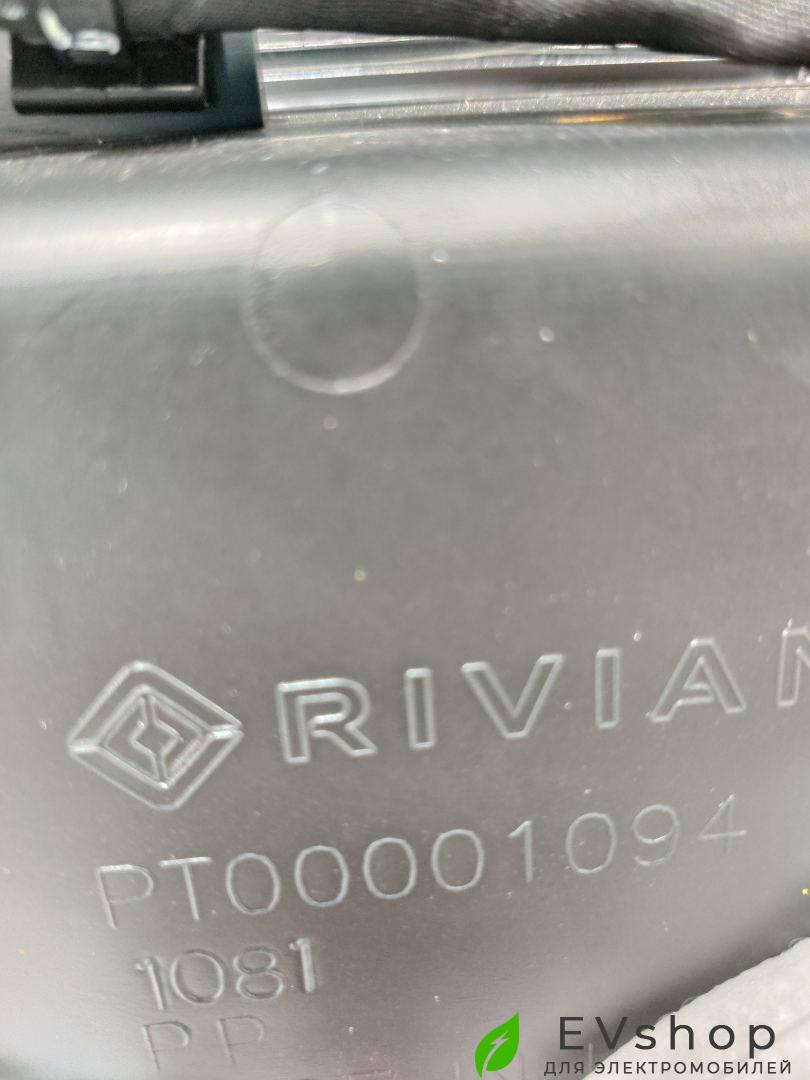 RIVIAN
PT00001094
1081
PP
EVshop
ДЛЯ ЭЛЕКТРОМОБИЛЕЙ